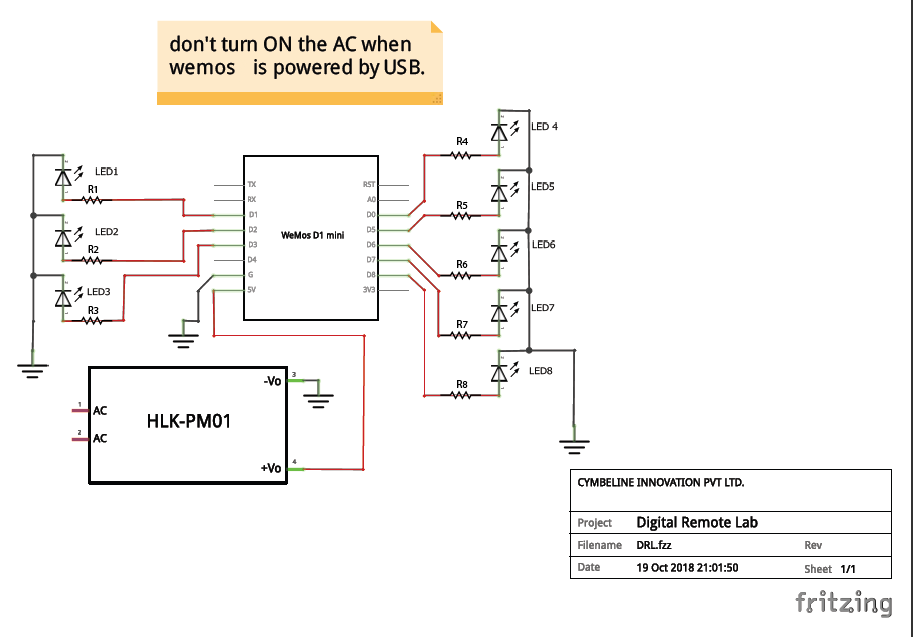 don't turn ON the AC when
wemos is powered by USB.
LED1
R1
LED2
R2
LED3
R3
TX
RX
D1
D2
D3
D4
G
5V
WeMos D1 mini
RST
A0
D0
D5
D6
D7
D8
3V3
R4
LED 4
R5
LED5
R6
LED6
R7
LED7
R8
LED8
1 AC
2 AC
HLK-PM01
-Vo 3
+Vo 4
CYMBELINE INNOVATION PVT LTD.
Project Digital Remote Lab
Filename DRL.fzz Rev
Date 19 Oct 2018 21:01:50 Sheet 1/1
fritzing